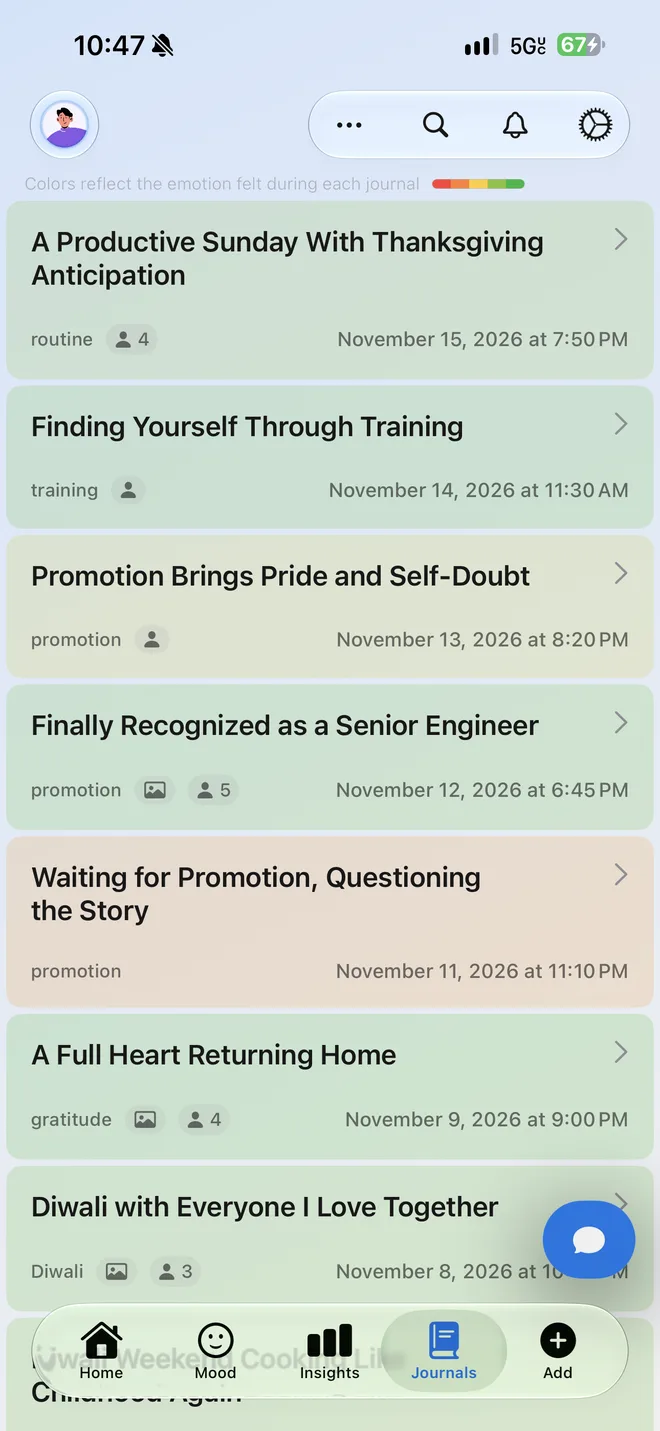 10:47
5G
67
Colors reflect the emotion felt during each journal
A Productive Sunday With Thanksgiving
Anticipation
routine 4 November 15, 2026 at 7:50 PM
Finding Yourself Through Training
training November 14, 2026 at 11:30 AM
Promotion Brings Pride and Self-Doubt
promotion November 13, 2026 at 8:20 PM
Finally Recognized as a Senior Engineer
promotion 5 November 12, 2026 at 6:45 PM
Waiting for Promotion, Questioning
the Story
promotion November 11, 2026 at 11:10 PM
A Full Heart Returning Home
gratitude 4 November 9, 2026 at 9:00 PM
Diwali with Everyone I Love Together
Diwali 3 November 8, 2026 at
Weekend Cooking
Childhood Again
Home Mood Insights Journals Add